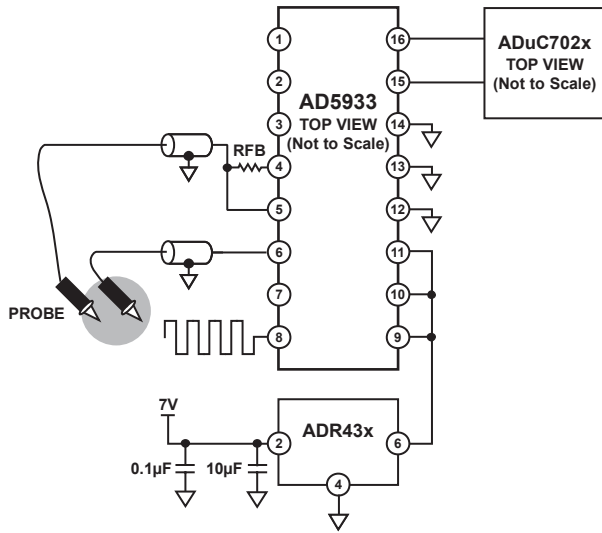 1
16
ADuC702x
TOP VIEW
(Not to Scale)
2
15
AD5933
TOP VIEW
(Not to Scale)
3
14
RFB
4
13
5
12
6
11
7
10
PROBE
8
9
7V
ADR43x
2
6
0.1µF
10µF
4